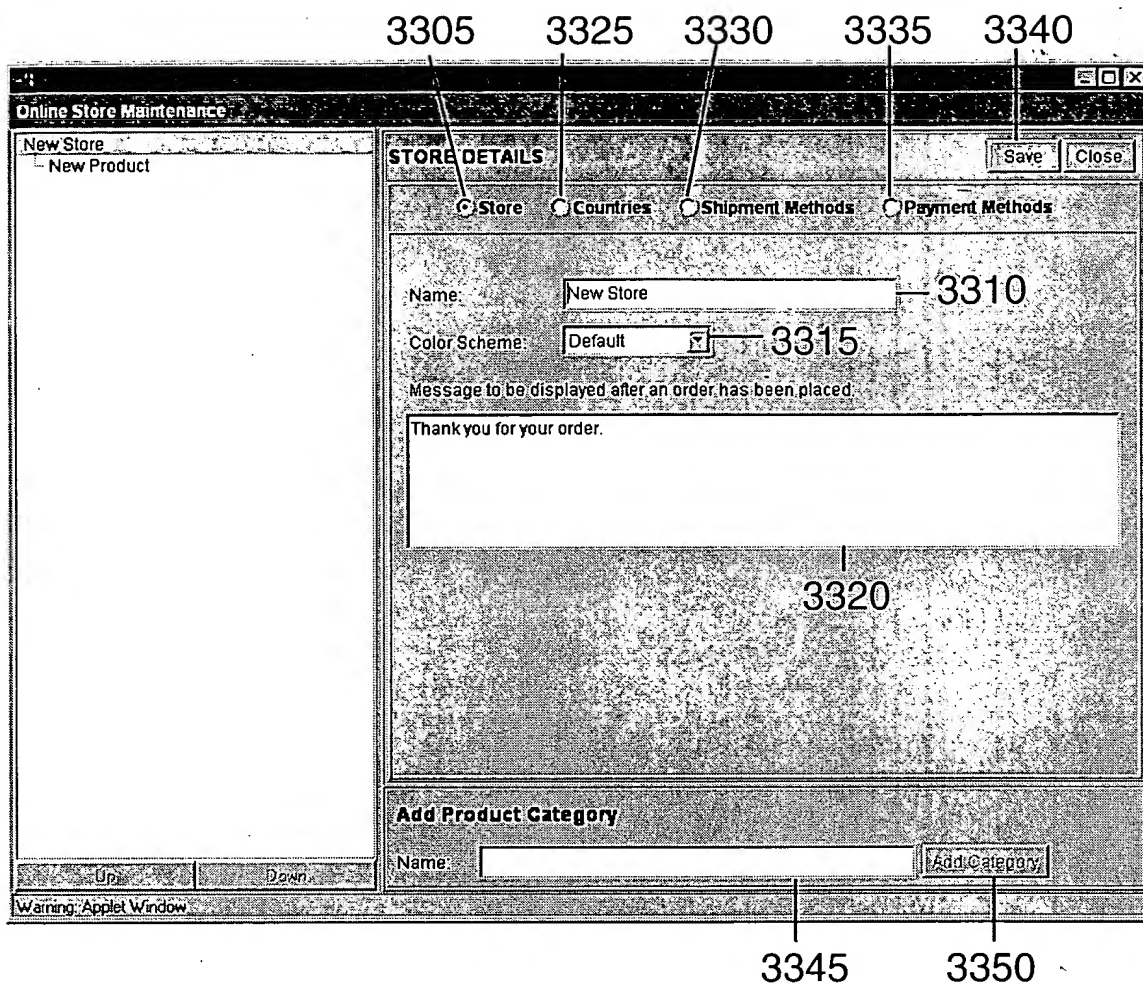 3305 3325 3330 3335 3340
Online Store Maintenance
New Store
New Product
STORE DETAILS
Save Close
Store Countries Shipment Methods Payment Methods
Name: New Store 3310
Color Scheme: Default 3315
Message to be displayed after an order has been placed.
Thank you for your order.
3320
Add Product Category
Name: Add Category
Up Down
Warning: Applet Window
3345 3350